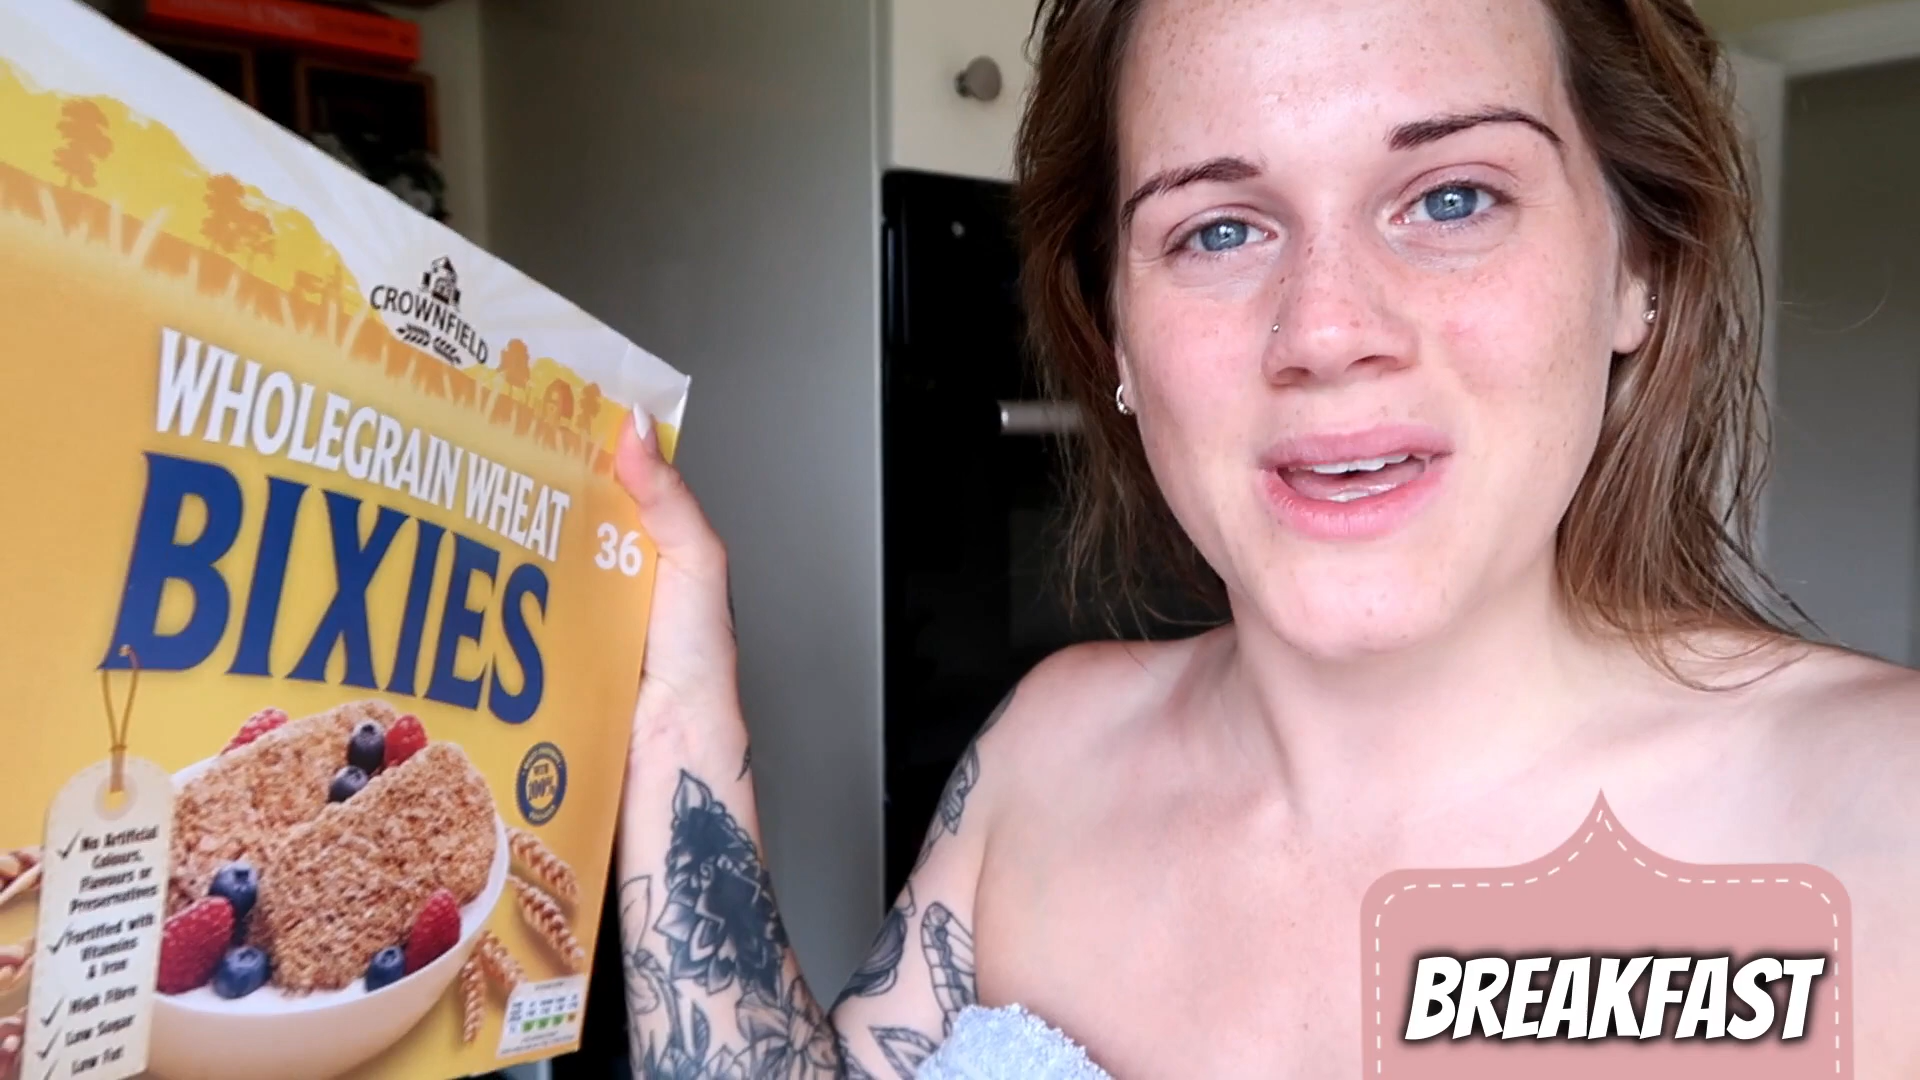 CROWNFIELD
WHOLEGRAIN WHEAT
BIXIES
36
No Artificial
Colours,
Flavours or
Preservatives
Fortified with
Vitamins
& Iron
High Fibre
Low Sugar
Low Fat
100%
BREAKFAST